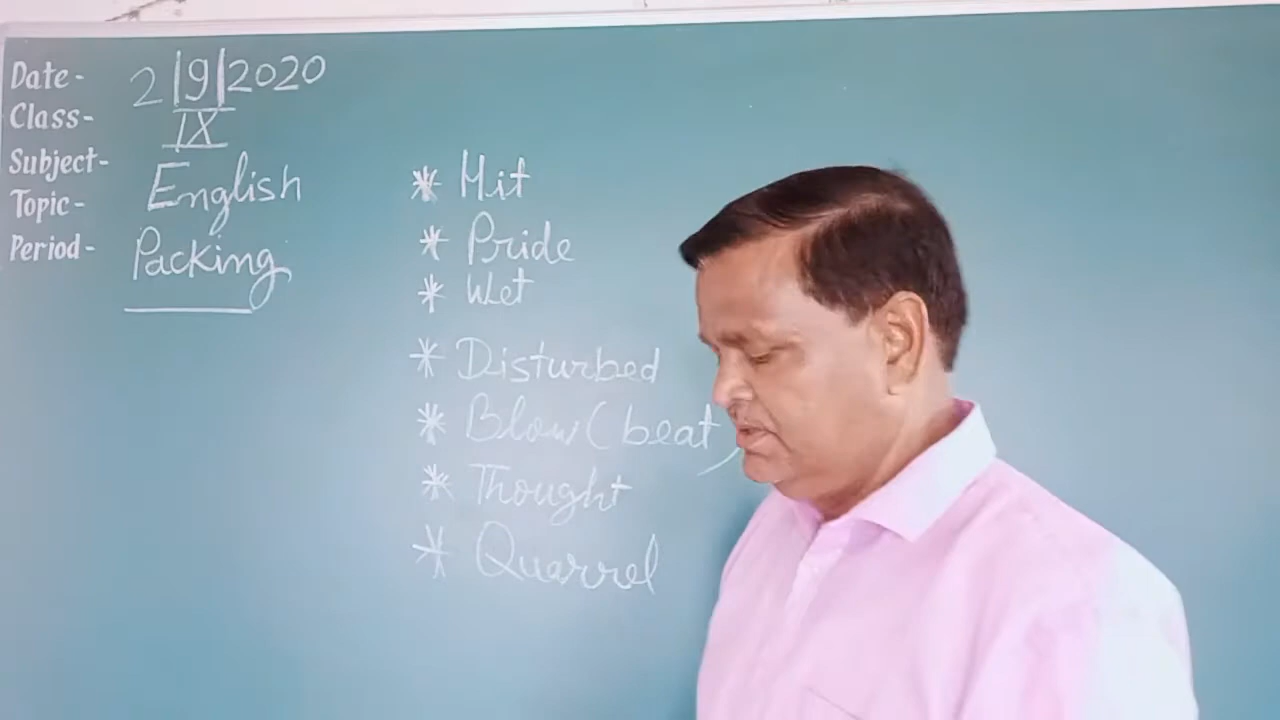 Date- 2|9|2020
Class- IX
Subject- English
Topic- Packing
Period-
* Hit
* Pride
* Wet
* Disturbed
* Blow (beat)
* Thought
* Quarrel